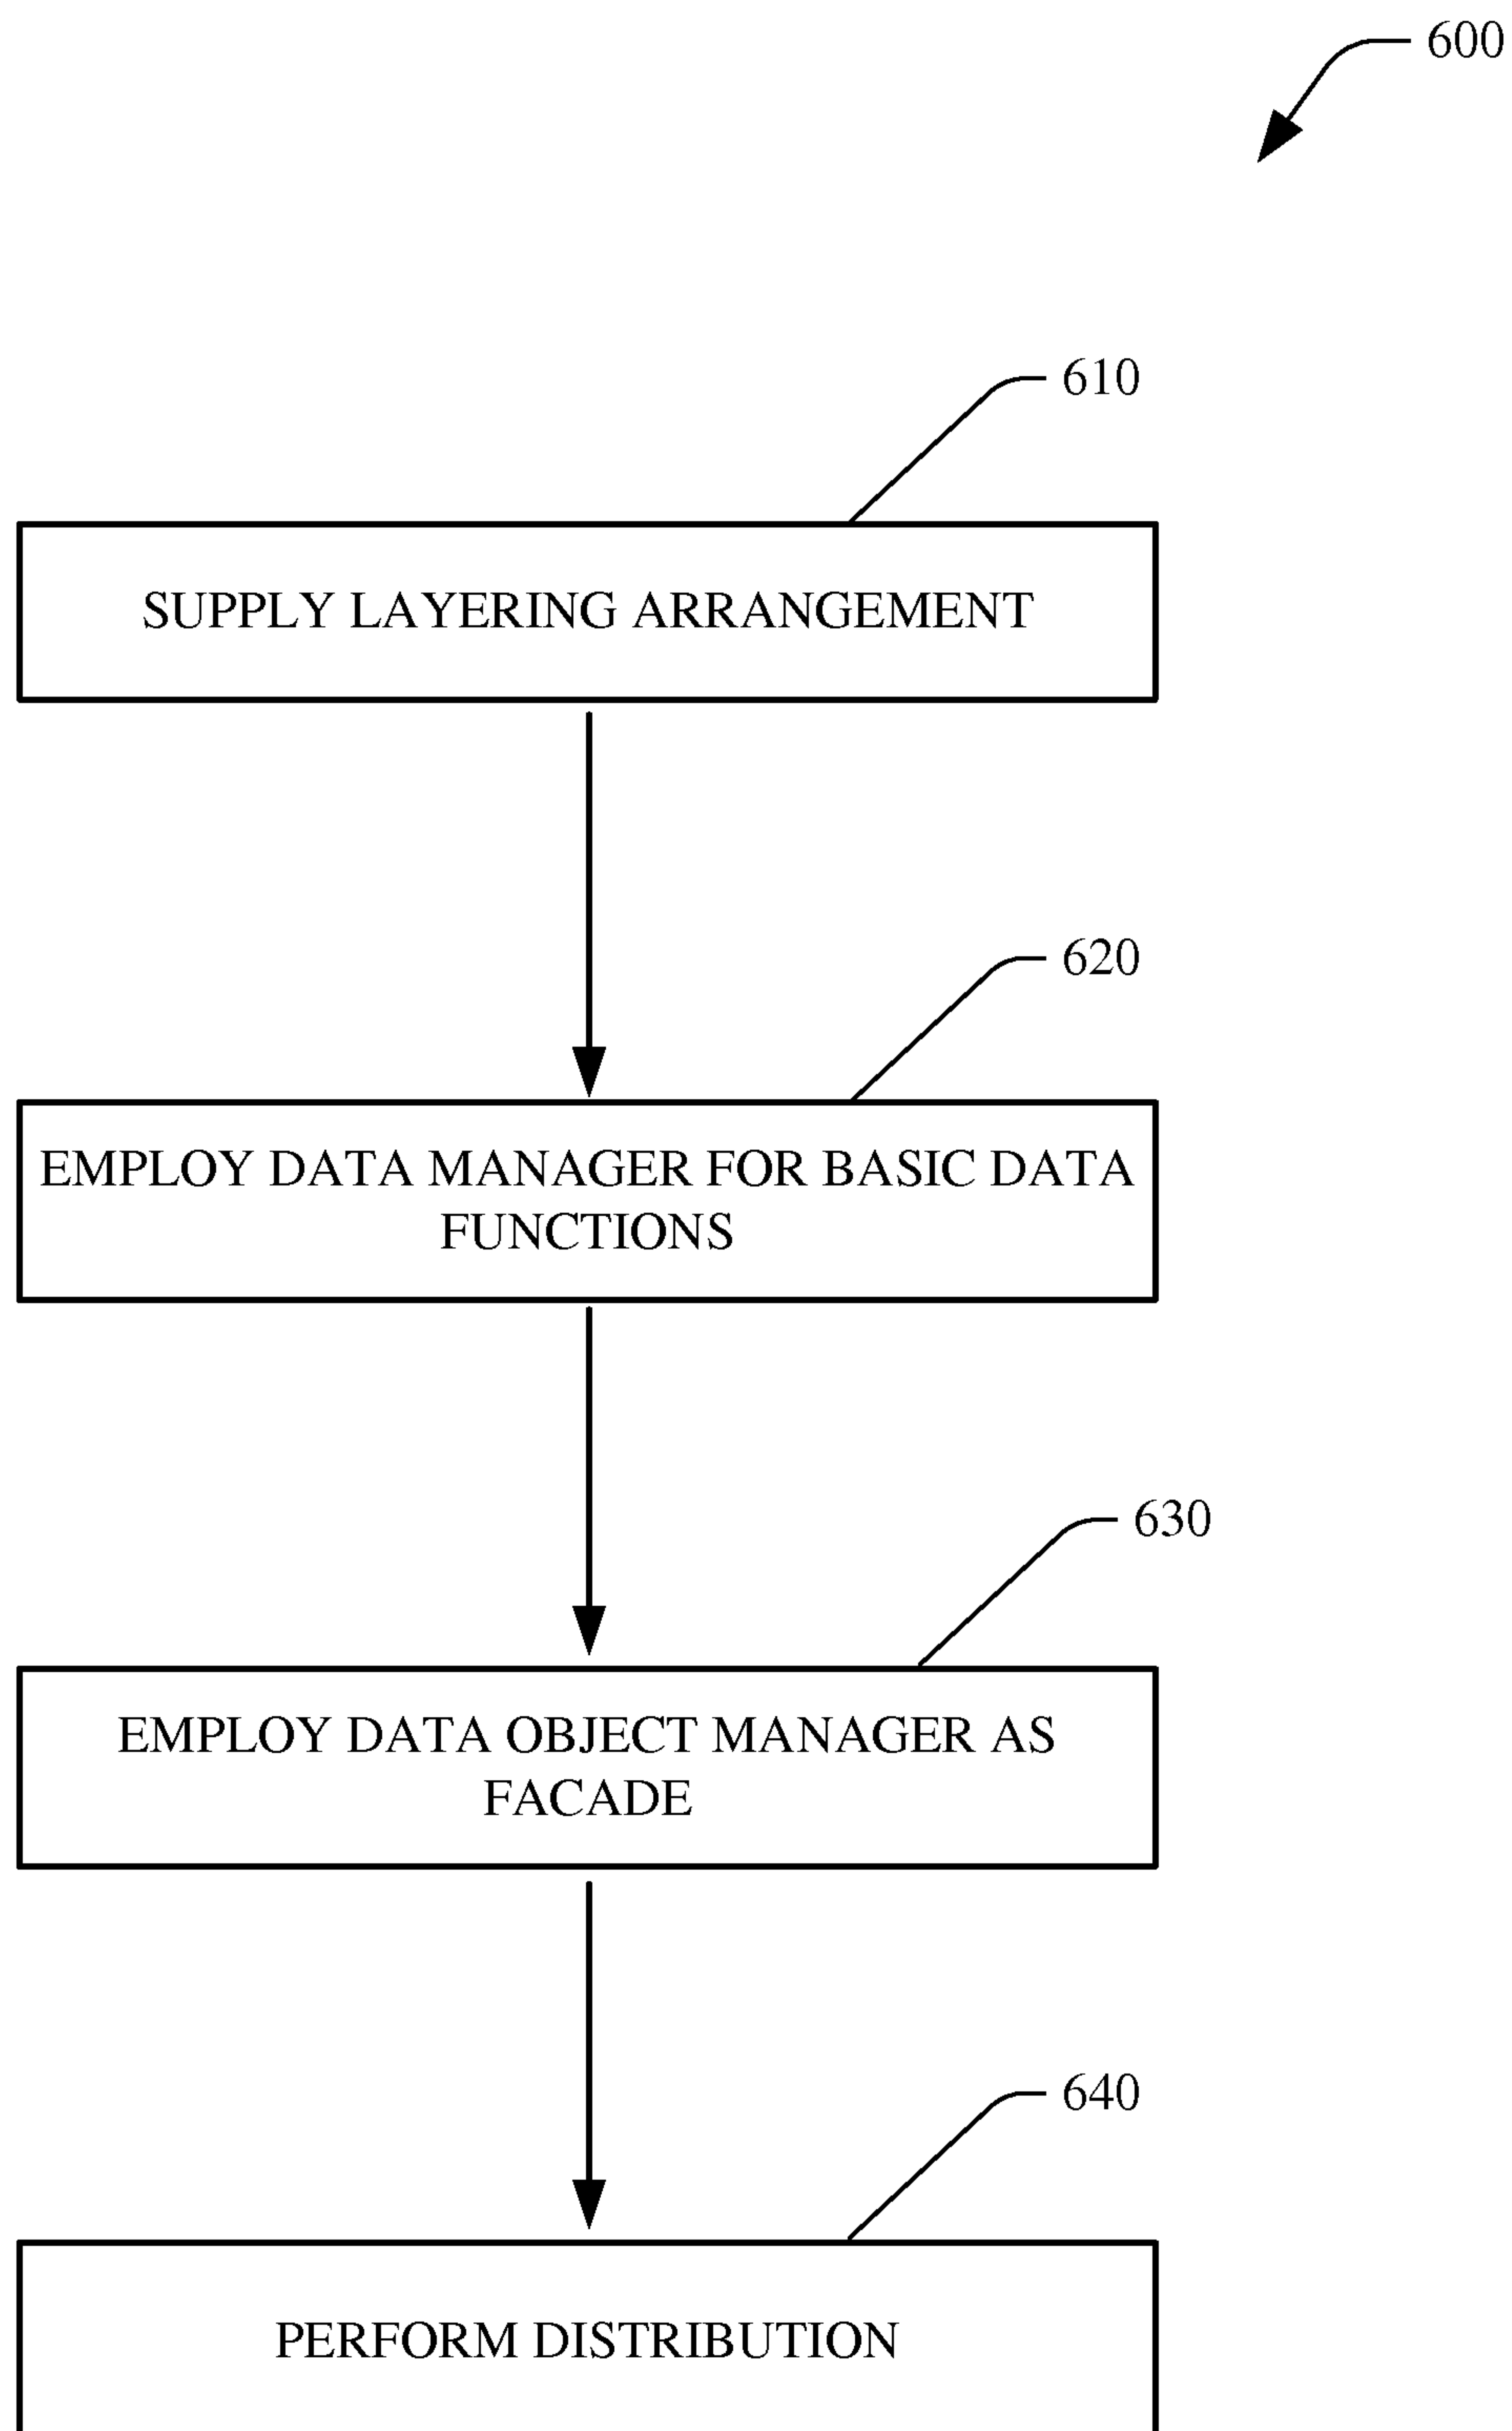 600
610
SUPPLY LAYERING ARRANGEMENT
620
EMPLOY DATA MANAGER FOR BASIC DATA
FUNCTIONS
630
EMPLOY DATA OBJECT MANAGER AS
FACADE
640
PERFORM DISTRIBUTION